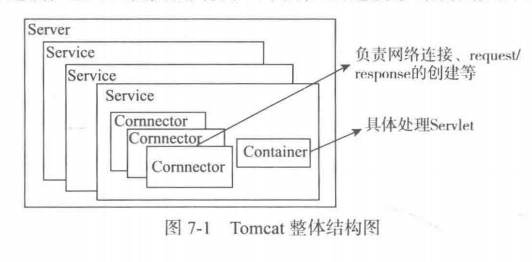 Server
Service
Service
Service
Cornnector
Cornnector
Cornnector
Container
负责网络连接、request/
response的创建等
具体处理Servlet
图 7-1 Tomcat 整体结构图